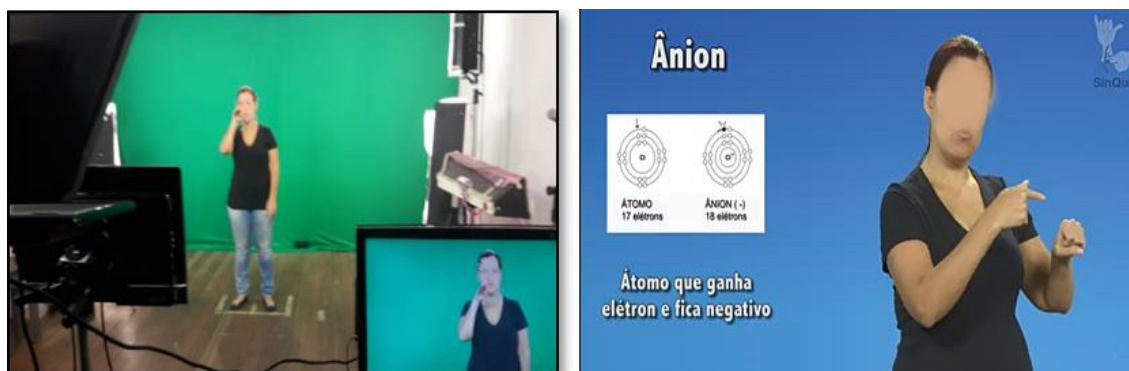 Ânion
SinQui
ÁTOMO
17 elétrons
ÂNION (-)
18 elétrons
Átomo que ganha
elétron e fica negativo